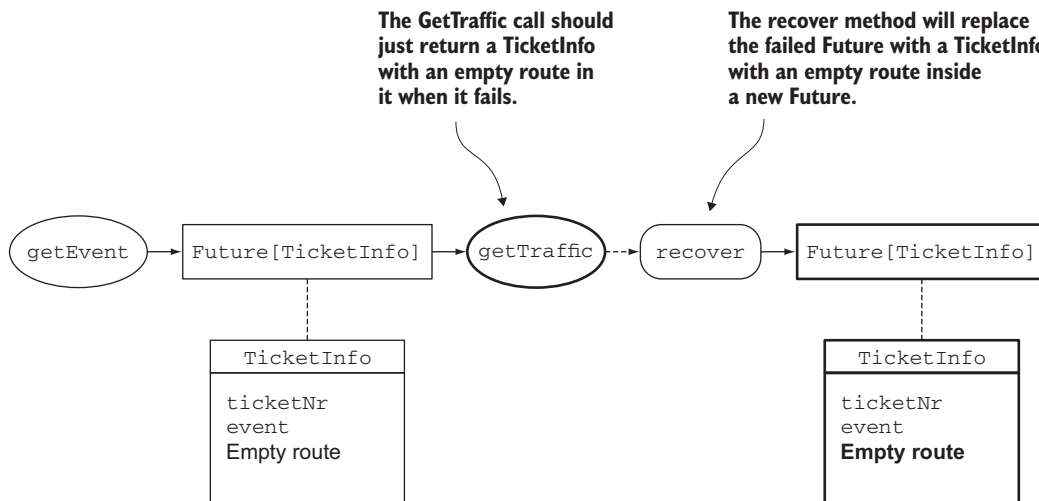 The GetTraffic call should
just return a TicketInfo
with an empty route in
it when it fails.
The recover method will replace
the failed Future with a TicketInfo
with an empty route inside
a new Future.
getEvent
Future[TicketInfo]
getTraffic
recover
Future[TicketInfo]
TicketInfo
ticketNr
event
Empty route
TicketInfo
ticketNr
event
Empty route